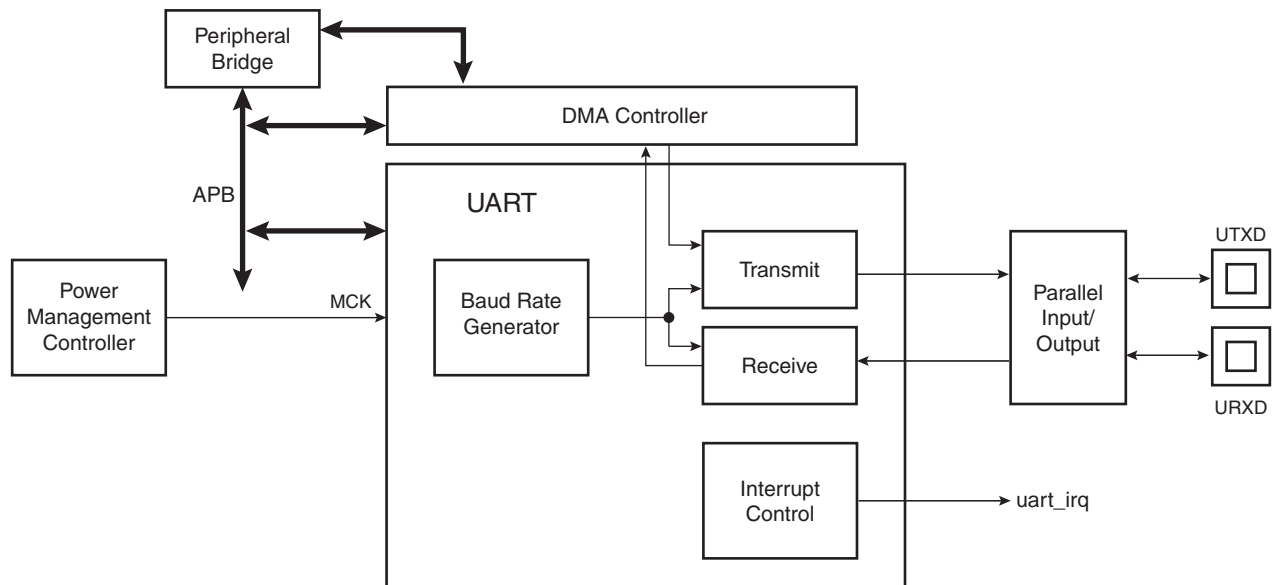 Peripheral
Bridge
DMA Controller
APB
UART
UTXD
Transmit
Power
Management
Controller
MCK
Baud Rate
Generator
Parallel
Input/
Output
Receive
URXD
Interrupt
Control
uart_irq